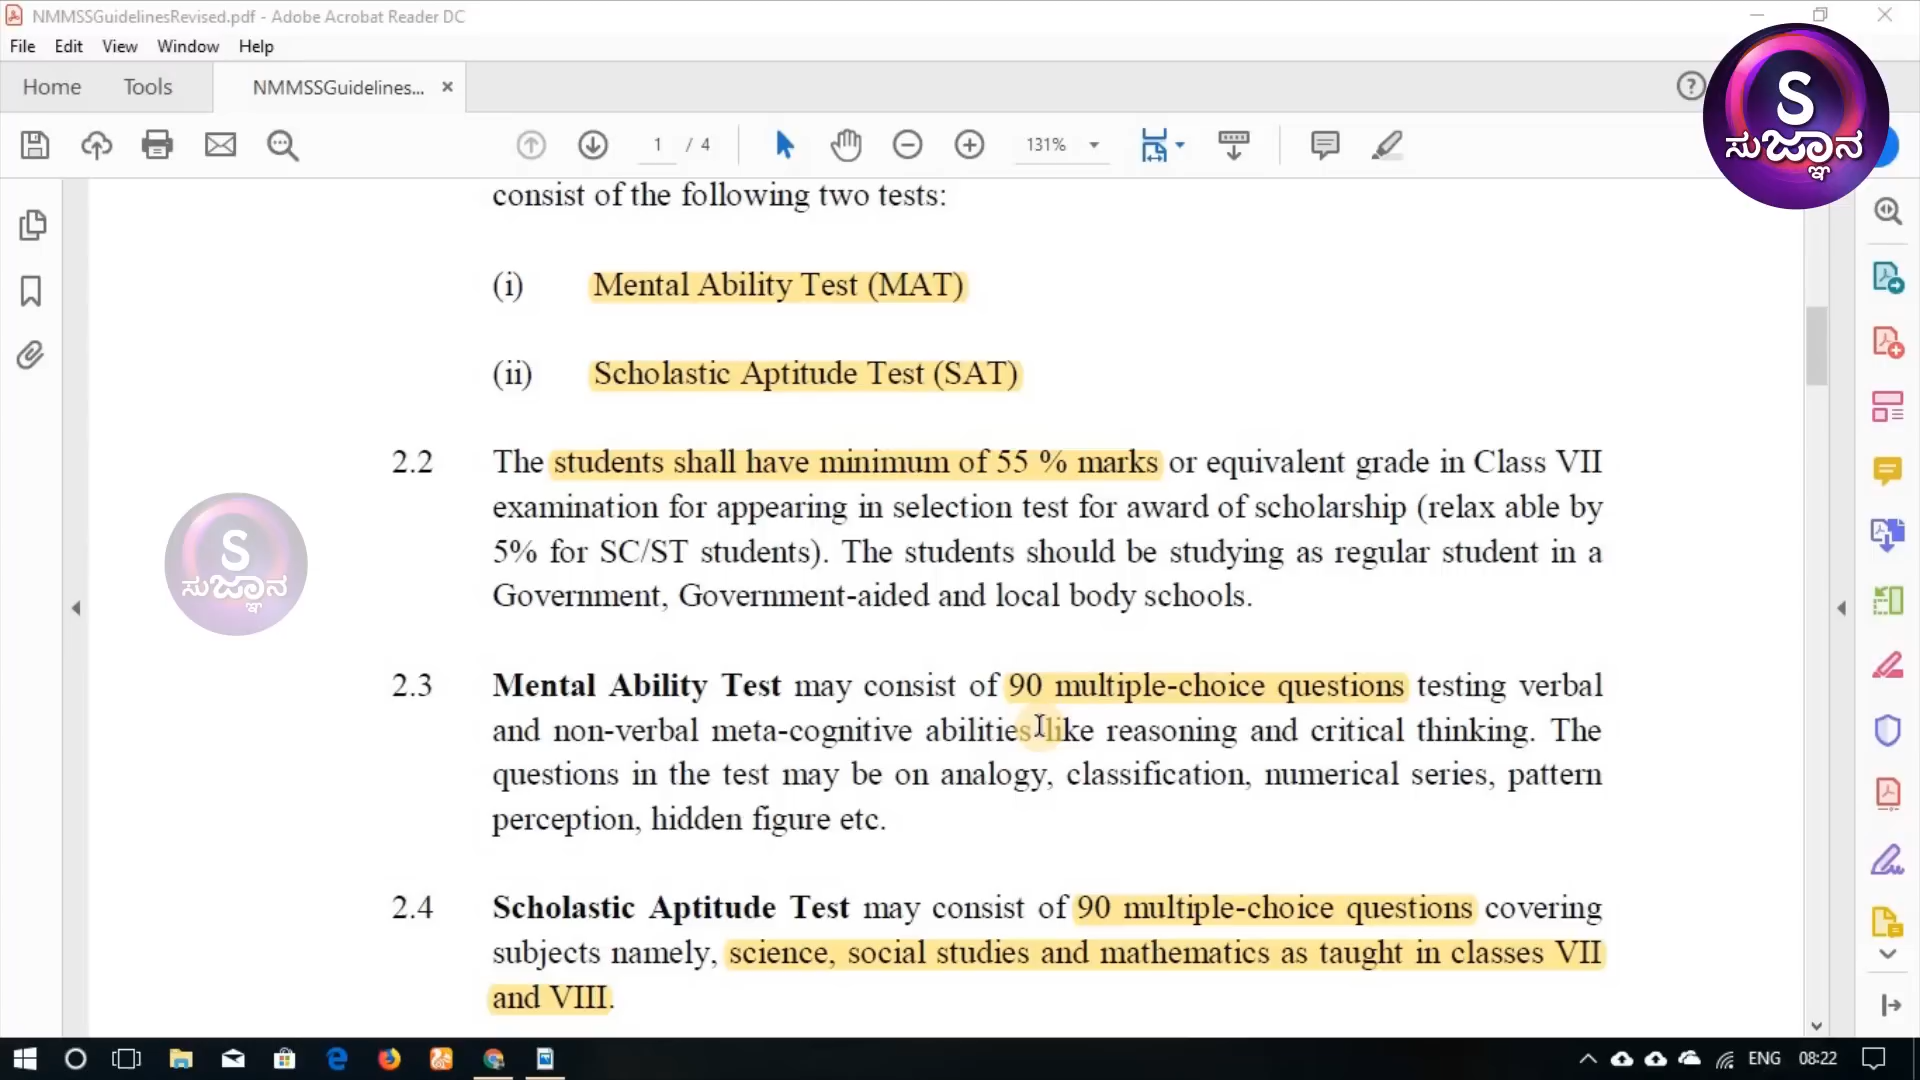 NMMSSGuidelinesRevised.pdf - Adobe Acrobat Reader DC
File Edit View Window Help
Home Tools NMMSSGuidelines... ×
1 / 4 131%
S
ಸುಜ್ಞಾನ
consist of the following two tests:
(i) Mental Ability Test (MAT)
(ii) Scholastic Aptitude Test (SAT)
2.2 The students shall have minimum of 55 % marks or equivalent grade in Class VII
examination for appearing in selection test for award of scholarship (relax able by
5% for SC/ST students). The students should be studying as regular student in a
Government, Government-aided and local body schools.
S
ಸುಜ್ಞಾನ
2.3 Mental Ability Test may consist of 90 multiple-choice questions testing verbal
and non-verbal meta-cognitive abilities like reasoning and critical thinking. The
questions in the test may be on analogy, classification, numerical series, pattern
perception, hidden figure etc.
2.4 Scholastic Aptitude Test may consist of 90 multiple-choice questions covering
subjects namely, science, social studies and mathematics as taught in classes VII
and VIII.
ENG 08:22